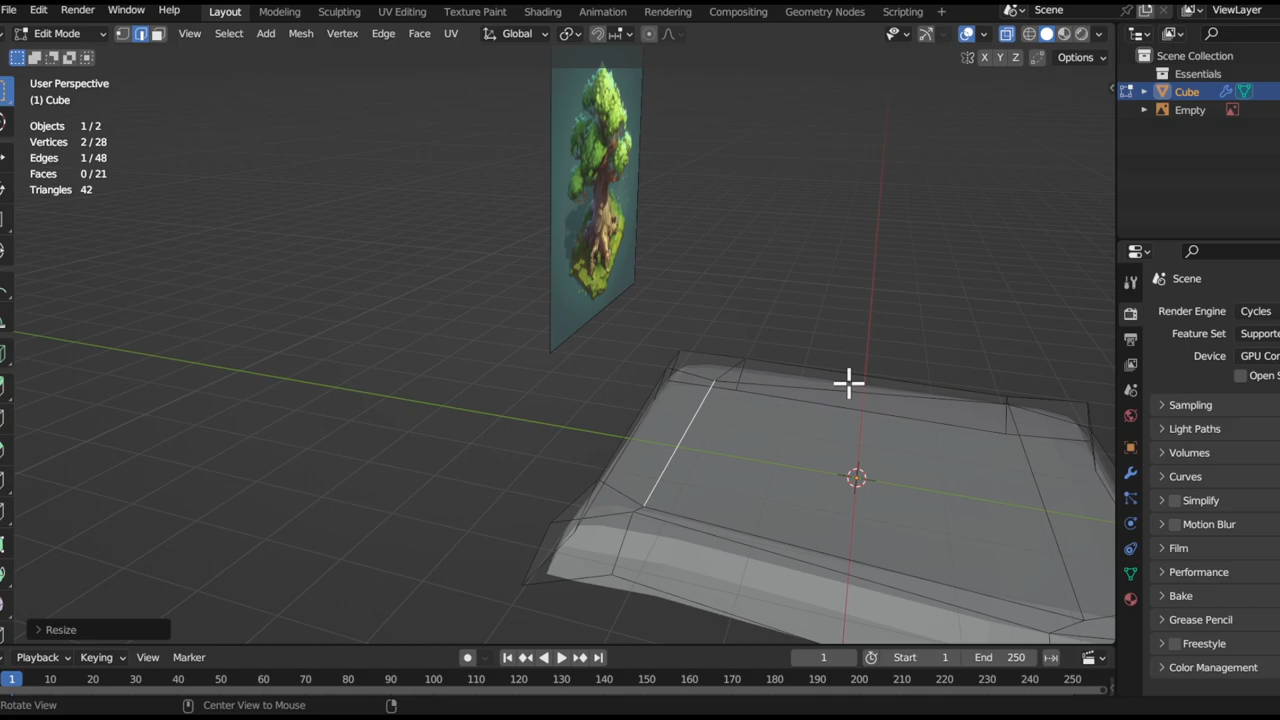 File Edit Render Window Help Layout Modeling Sculpting UV Editing Texture Paint Shading Animation Rendering Compositing Geometry Nodes Scripting + Scene ViewLayer
Edit Mode View Select Add Mesh Vertex Edge Face UV Global
X Y Z Options
User Perspective
(1) Cube
Objects 1 / 2
Vertices 2 / 28
Edges 1 / 48
Faces 0 / 21
Triangles 42
Scene Collection
Essentials
Cube
Empty
Scene
Render Engine Cycles
Feature Set Supporte
Device GPU Con
Open S
Sampling
Light Paths
Volumes
Curves
Simplify
Motion Blur
Film
Performance
Bake
Grease Pencil
Freestyle
Color Management
Resize
Playback Keying View Marker 1 Start 1 End 250
1 10 20 30 40 50 60 70 80 90 100 110 120 130 140 150 160 170 180 190 200 210 220 230 240 250
Rotate View Center View to Mouse